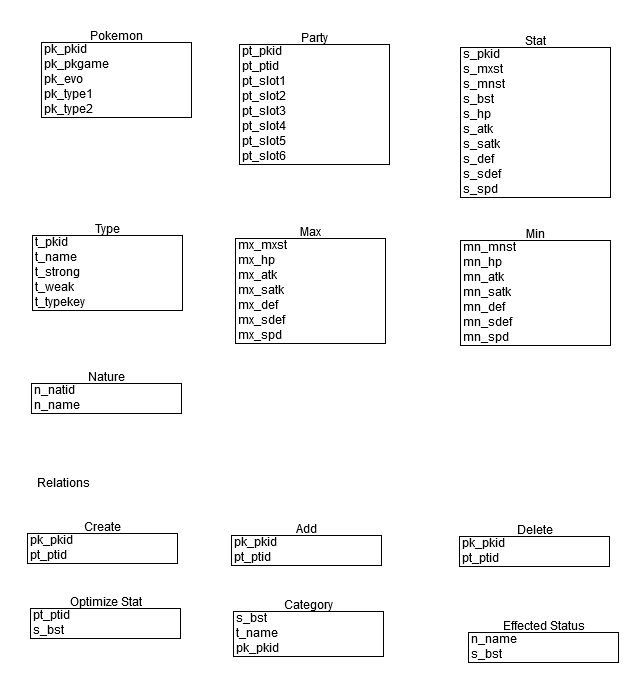 Pokemon
pk_pkid
pk_pkgame
pk_evo
pk_type1
pk_type2
Party
pt_pkid
pt_ptid
pt_slot1
pt_slot2
pt_slot3
pt_slot4
pt_slot5
pt_slot6
Stat
s_pkid
s_mxst
s_mnst
s_bst
s_hp
s_atk
s_satk
s_def
s_sdef
s_spd
Type
t_pkid
t_name
t_strong
t_weak
t_typekey
Max
mx_mxst
mx_hp
mx_atk
mx_satk
mx_def
mx_sdef
mx_spd
Min
mn_mnst
mn_hp
mn_atk
mn_satk
mn_def
mn_sdef
mn_spd
Nature
n_natid
n_name
Relations
Create
pk_pkid
pt_ptid
Add
pk_pkid
pt_ptid
Delete
pk_pkid
pt_ptid
Optimize Stat
pt_ptid
s_bst
Category
s_bst
t_name
pk_pkid
Effected Status
n_name
s_bst